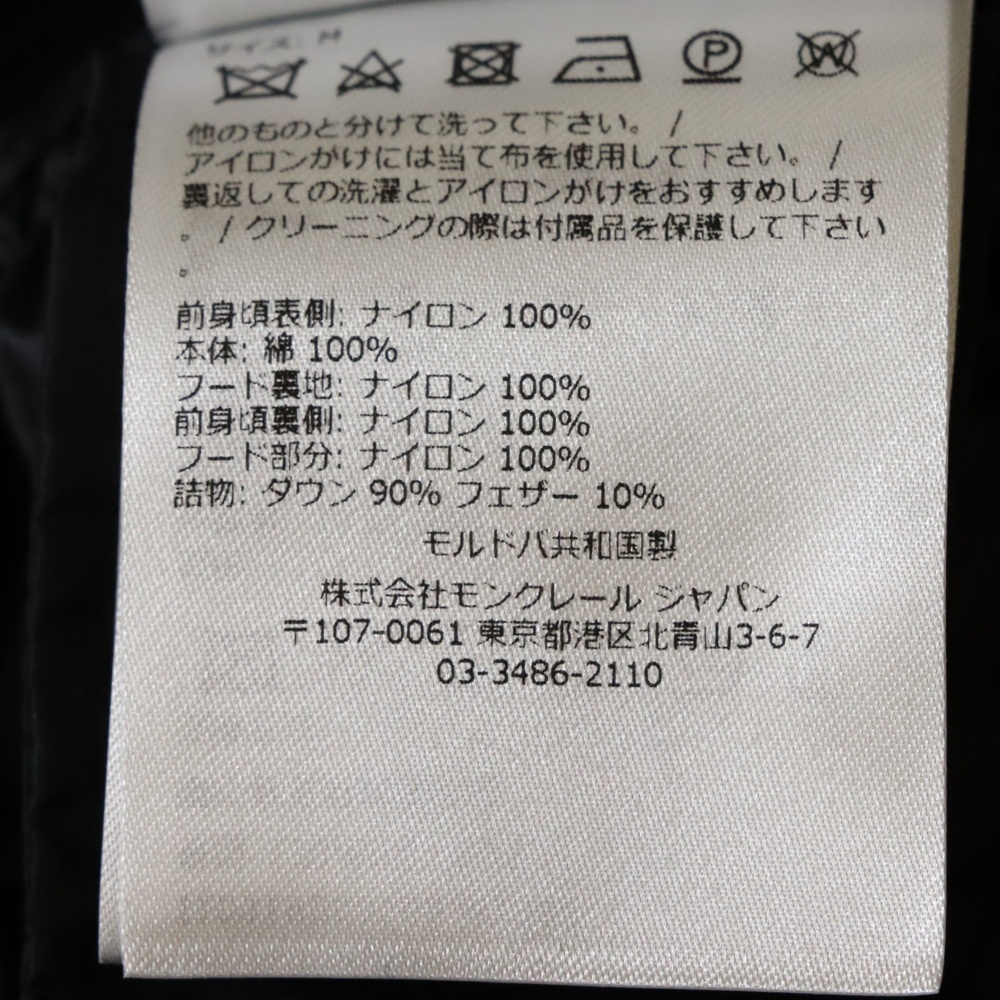 サイズ: M
P W
他のものと分けて洗って下さい。 /
アイロンがけには当て布を使用して下さい。 /
裏返しての洗濯とアイロンがけをおすすめします
。 / クリーニングの際は付属品を保護して下さい
。
前身頃表側: ナイロン 100%
本体: 綿 100%
フード裏地: ナイロン 100%
前身頃裏側: ナイロン 100%
フード部分: ナイロン 100%
詰物: ダウン 90% フェザー 10%
モルドバ共和国製
株式会社モンクレール ジャパン
〒107-0061 東京都港区北青山3-6-7
03-3486-2110